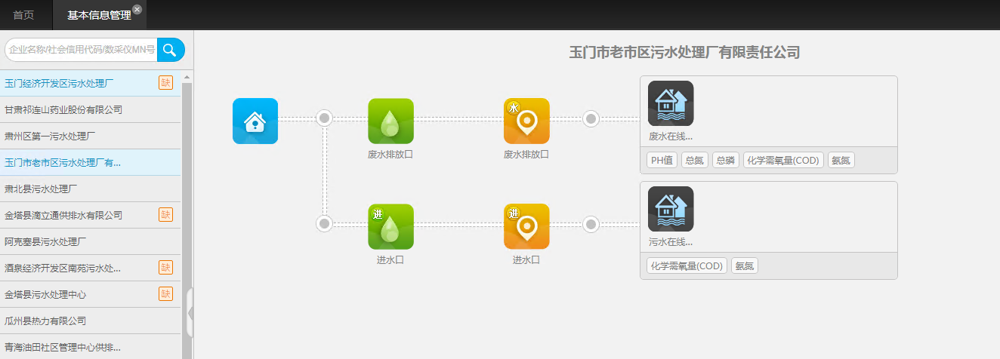 首页
基本信息管理
企业名称/社会信用代码/数采仪MN号
玉门经济开发区污水处理厂 缺
甘肃祁连山药业股份有限公司
肃州区第一污水处理厂
玉门市老市区污水处理厂有...
肃北县污水处理厂
金塔县滴立通供排水有限公司 缺
阿克塞县污水处理厂
酒泉经济开发区南苑污水处... 缺
金塔县污水处理中心 缺
瓜州县热力有限公司
青海油田社区管理中心供排...
玉门市老市区污水处理厂有限责任公司
水
废水排放口
废水排放口
废水在线...
PH值 总氮 总磷 化学需氧量(COD) 氨氮
进
进
进水口
进水口
污水在线...
化学需氧量(COD) 氨氮